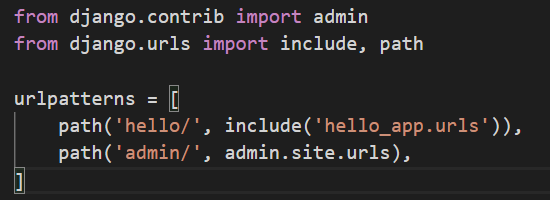 from django.contrib import admin
from django.urls import include, path

urlpatterns = [
    path('hello/', include('hello_app.urls')),
    path('admin/', admin.site.urls),
]